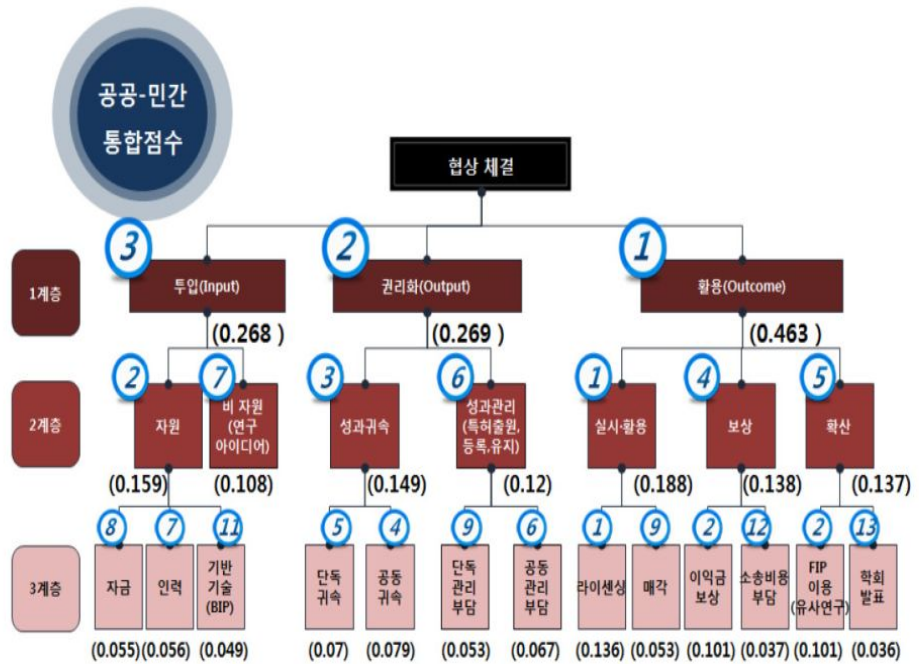 공공-민간
통합점수
협상 체결
3
2
1
1계층
투입(Input)
권리화(Output)
활용(Outcome)
(0.268 )
(0.269 )
(0.463 )
2
7
3
6
1
4
5
2계층
자원
비 자원
(연구
아이디어)
성과귀속
성과관리
(특허출원,
등록,유지)
실시·활용
보상
확산
(0.159)
(0.108)
(0.149)
(0.12)
(0.188)
(0.138)
(0.137)
8
7
11
5
4
9
6
1
9
2
12
2
13
3계층
자금
인력
기반
기술
(BIP)
단독
귀속
공동
귀속
단독
관리
부담
공동
관리
부담
라이센싱
매각
이익금
보상
소송비용
부담
FIP
이용
(유사연구)
학회
발표
(0.055)
(0.056)
(0.049)
(0.07)
(0.079)
(0.053)
(0.067)
(0.136)
(0.053)
(0.101)
(0.037)
(0.101)
(0.036)